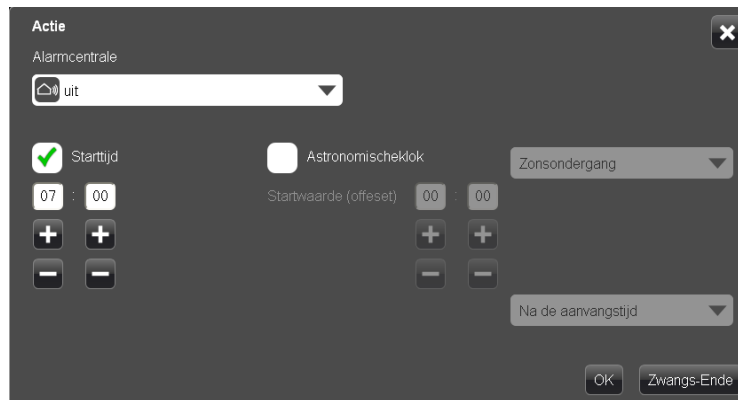 Actie
Alarmcentrale
uit
Starttijd
Astronomischeklok
Zonsondergang
07 : 00
Startwaarde (offeset) 00 : 00
Na de aanvangstijd
OK
Zwangs-Ende